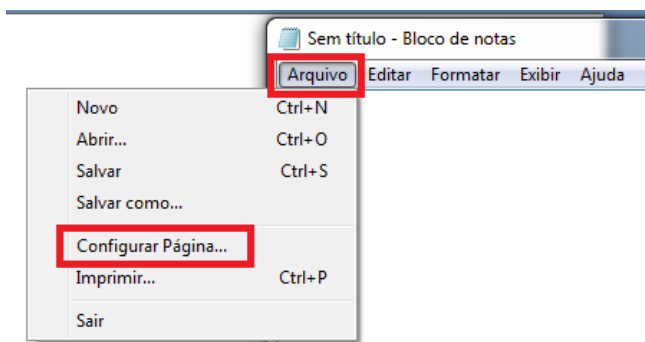 Sem título - Bloco de notas
Arquivo Editar Formatar Exibir Ajuda
Novo Ctrl+N
Abrir... Ctrl+O
Salvar Ctrl+S
Salvar como...
Configurar Página...
Imprimir... Ctrl+P
Sair